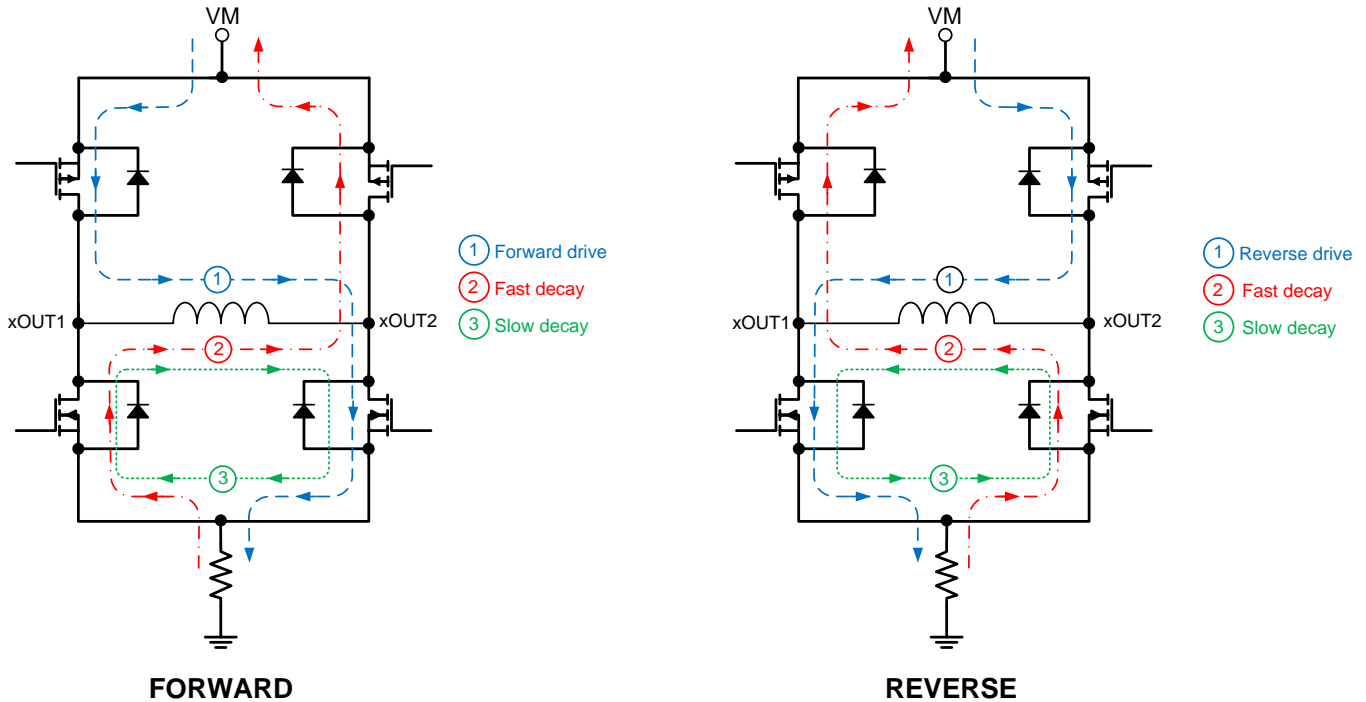 VM
1 Forward drive
1
2 Fast decay
xOUT1
xOUT2
3 Slow decay
2
3
FORWARD
VM
1 Reverse drive
1
2 Fast decay
xOUT1
xOUT2
3 Slow decay
2
3
REVERSE